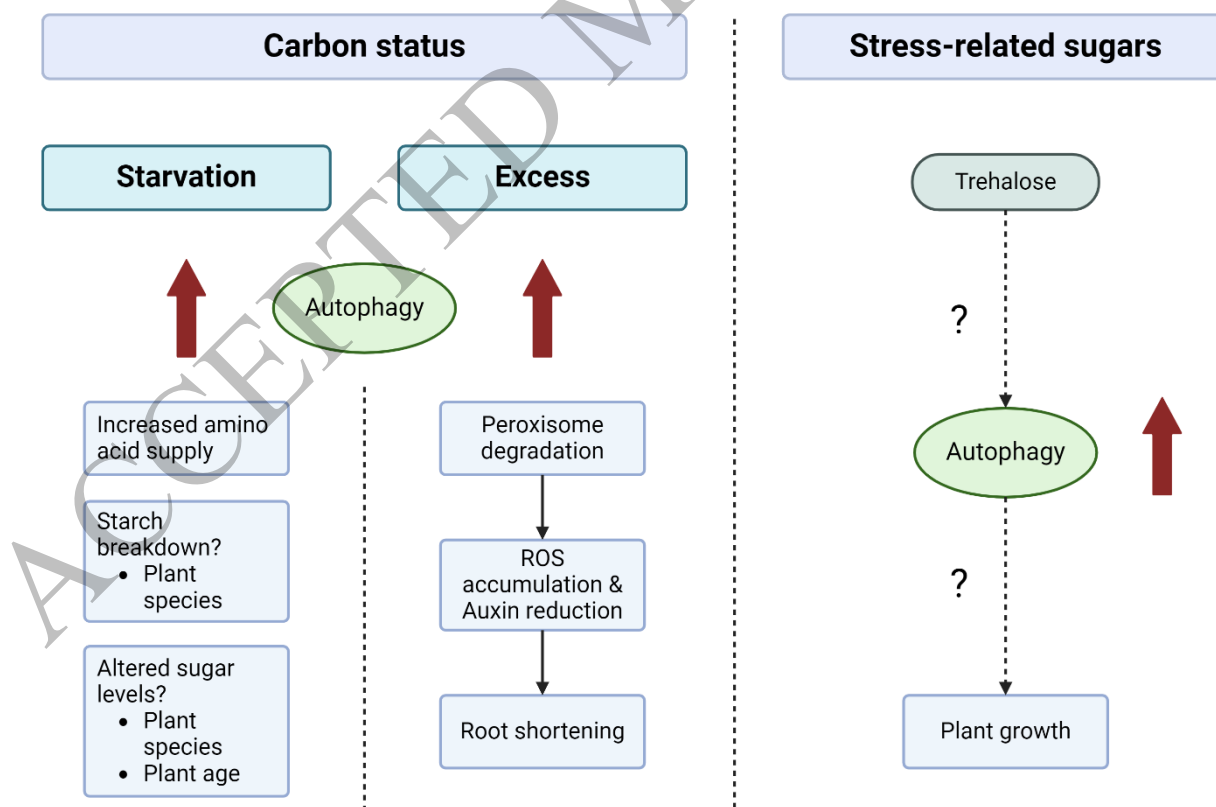 Carbon status
Stress-related sugars
Starvation
Excess
Autophagy
Increased amino
acid supply
Starch
breakdown?
• Plant
species
Altered sugar
levels?
• Plant
species
• Plant age
Peroxisome
degradation
ROS
accumulation &
Auxin reduction
Root shortening
Trehalose
?
Autophagy
?
Plant growth
ACCEPTED M